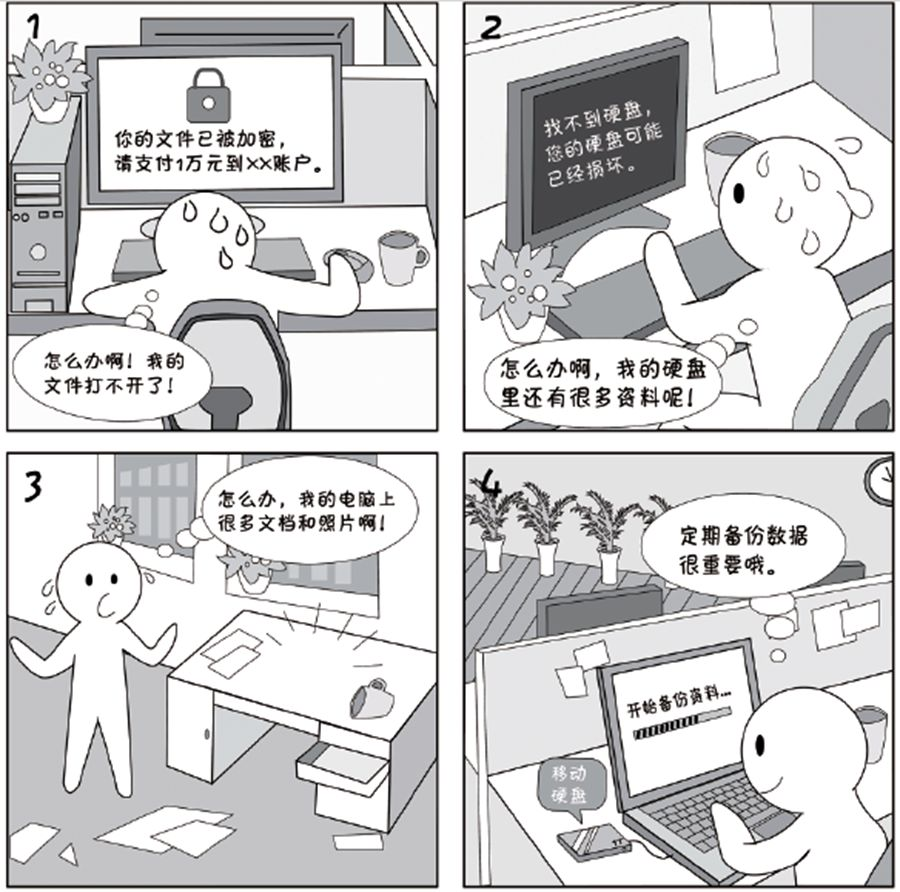 1
你的文件已被加密，
请支付1万元到××账户。
怎么办啊！我的
文件打不开了！
2
找不到硬盘，
您的硬盘可能
已经损坏。
怎么办啊，我的硬盘
里还有很多资料呢！
3
怎么办，我的电脑上
很多文档和照片啊！
4
定期备份数据
很重要哦。
开始备份资料...
移动
硬盘